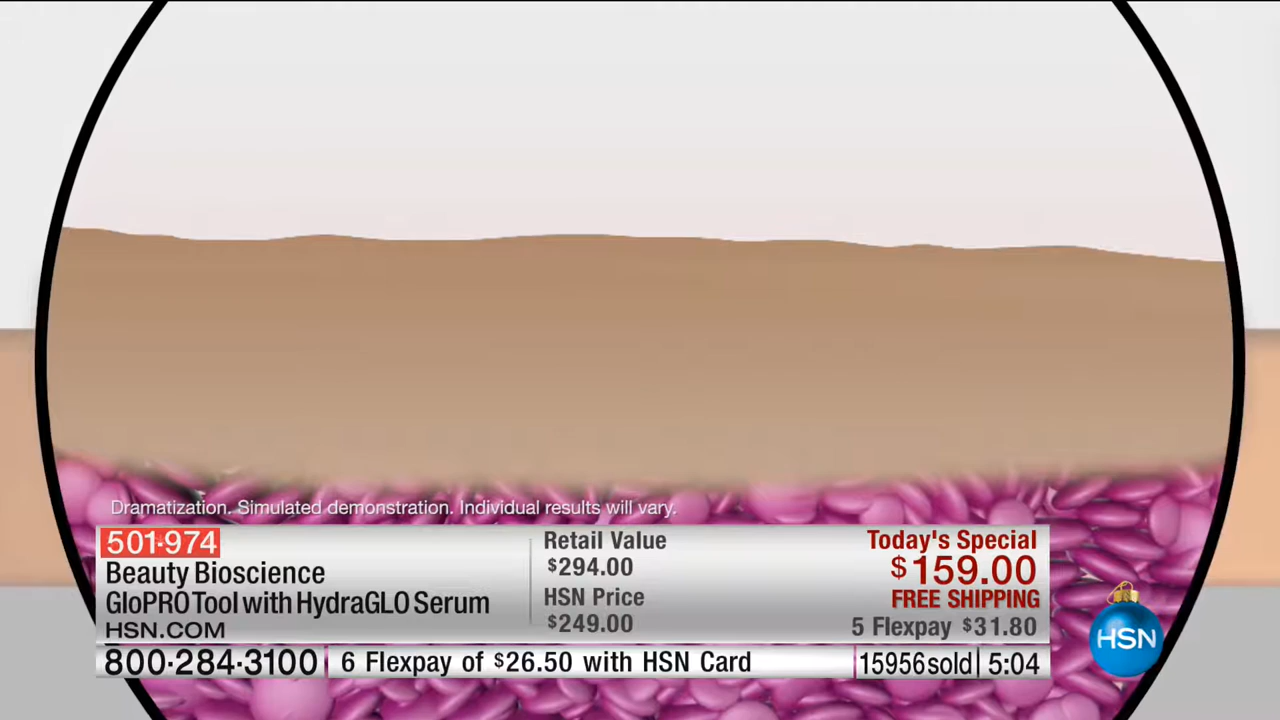 Dramatization. Simulated demonstration. Individual results will vary.
501-974
Beauty Bioscience
GloPRO Tool with HydraGLO Serum
HSN.COM
Retail Value
$294.00
HSN Price
$249.00
Today's Special
$159.00
FREE SHIPPING
5 Flexpay $31.80
HSN
800-284-3100
6 Flexpay of $26.50 with HSN Card
15956sold
5:04